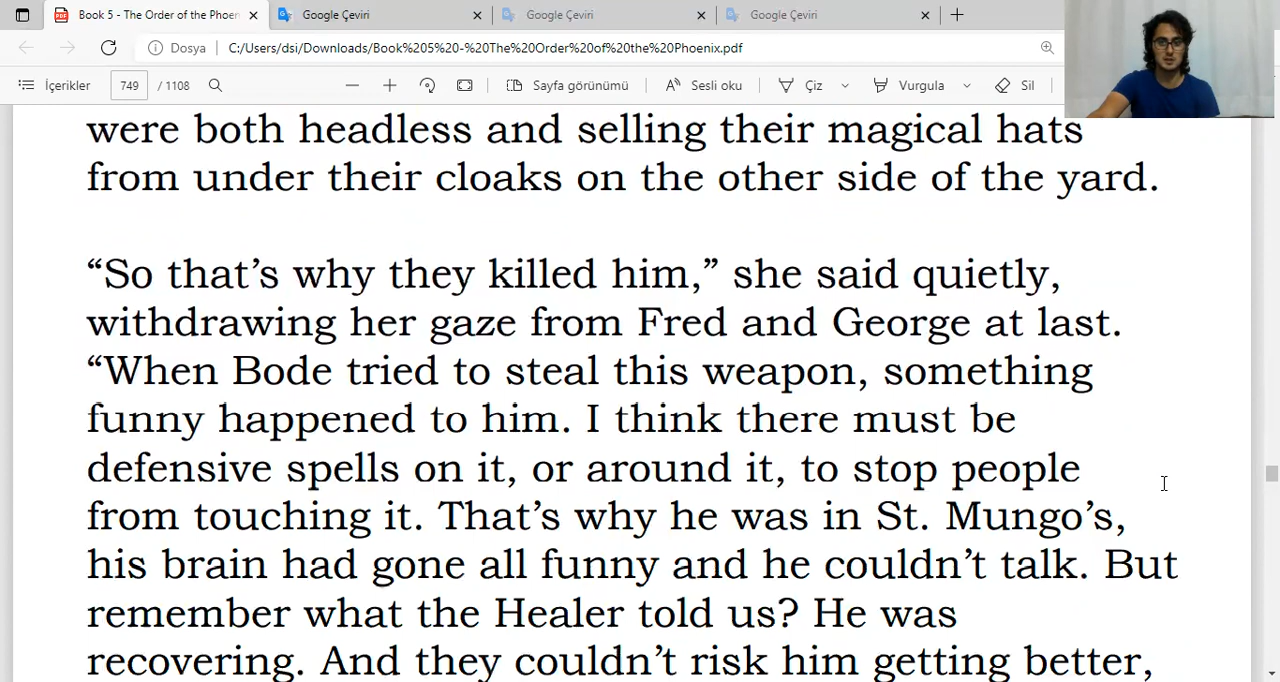 Book 5 - The Order of the Phoen
Google Çeviri
Google Çeviri
Google Çeviri
Dosya
C:/Users/dsi/Downloads/Book%205%20-%20The%20Order%20of%20the%20Phoenix.pdf
İçerikler
749
/ 1108
Sayfa görünümü
Sesli oku
Çiz
Vurgula
Sil
were both headless and selling their magical hats
from under their cloaks on the other side of the yard.
“So that’s why they killed him,” she said quietly,
withdrawing her gaze from Fred and George at last.
“When Bode tried to steal this weapon, something
funny happened to him. I think there must be
defensive spells on it, or around it, to stop people
from touching it. That’s why he was in St. Mungo’s,
his brain had gone all funny and he couldn’t talk. But
remember what the Healer told us? He was
recovering. And they couldn’t risk him getting better,